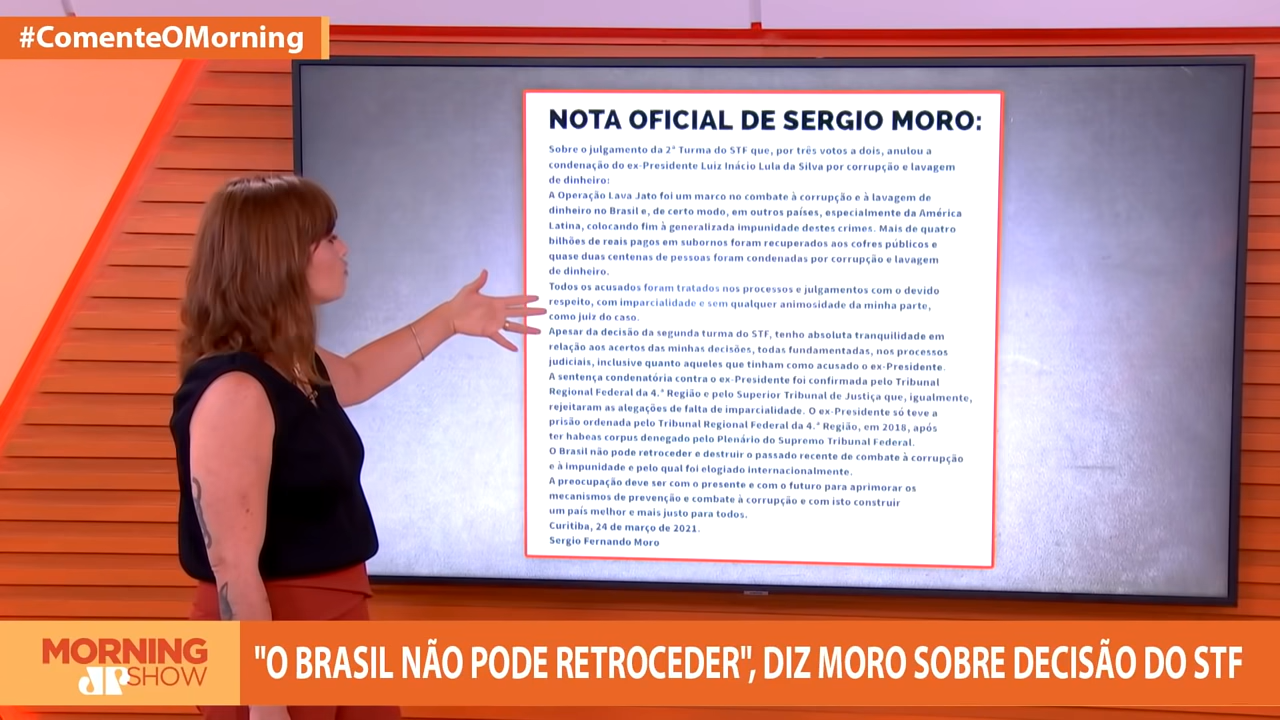 #ComenteOMorning
NOTA OFICIAL DE SERGIO MORO:
Sobre o julgamento da 2ª Turma do STF que, por três votos a dois, anulou a
condenação do ex-Presidente Luiz Inácio Lula da Silva por corrupção e lavagem
de dinheiro:
A Operação Lava Jato foi um marco no combate à corrupção e à lavagem de
dinheiro no Brasil e, de certo modo, em outros países, especialmente da América
Latina, colocando fim à generalizada impunidade destes crimes. Mais de quatro
bilhões de reais pagos em subornos foram recuperados aos cofres públicos e
quase duas centenas de pessoas foram condenadas por corrupção e lavagem
de dinheiro.
Todos os acusados foram tratados nos processos e julgamentos com o devido
respeito, com imparcialidade e sem qualquer animosidade da minha parte,
como juiz do caso.
Apesar da decisão da segunda turma do STF, tenho absoluta tranquilidade em
relação aos acertos das minhas decisões, todas fundamentadas, nos processos
judiciais, inclusive quanto aqueles que tinham como acusado o ex-Presidente.
A sentença condenatória contra o ex-Presidente foi confirmada pelo Tribunal
Regional Federal da 4.ª Região e pelo Superior Tribunal de Justiça que, igualmente,
rejeitaram as alegações de falta de imparcialidade. O ex-Presidente só teve a
prisão ordenada pelo Tribunal Regional Federal da 4.ª Região, em 2018, após
ter habeas corpus denegado pelo Plenário do Supremo Tribunal Federal.
O Brasil não pode retroceder e destruir o passado recente de combate à corrupção
e à impunidade e pelo qual foi elogiado internacionalmente.
A preocupação deve ser com o presente e com o futuro para aprimorar os
mecanismos de prevenção e combate à corrupção e com isto construir
um país melhor e mais justo para todos.
Curitiba, 24 de março de 2021.
Sergio Fernando Moro
MORNING
JP SHOW
"O BRASIL NÃO PODE RETROCEDER", DIZ MORO SOBRE DECISÃO DO STF